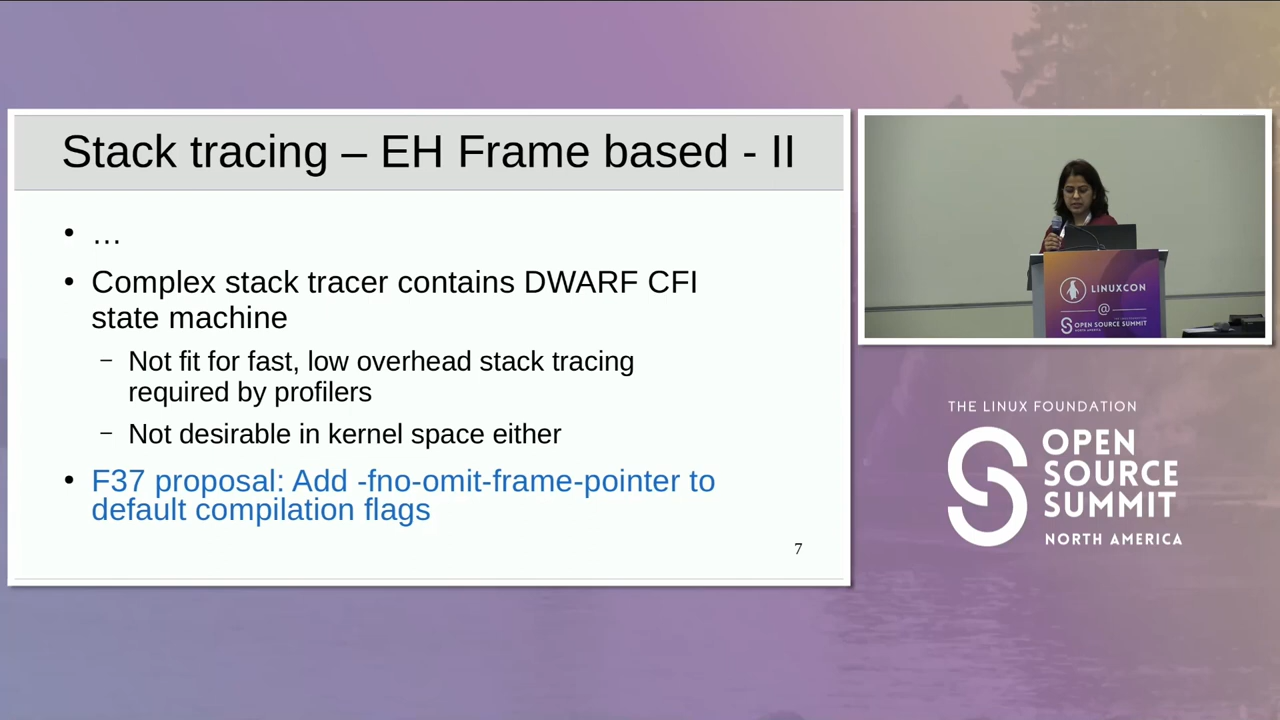 Stack tracing – EH Frame based - II
• …
• Complex stack tracer contains DWARF CFI
state machine
– Not fit for fast, low overhead stack tracing
required by profilers
– Not desirable in kernel space either
• F37 proposal: Add -fno-omit-frame-pointer to
default compilation flags
7
LINUXCON
@
OPEN SOURCE SUMMIT
NORTH AMERICA
THE LINUX FOUNDATION
OPEN
SOURCE
SUMMIT
NORTH AMERICA